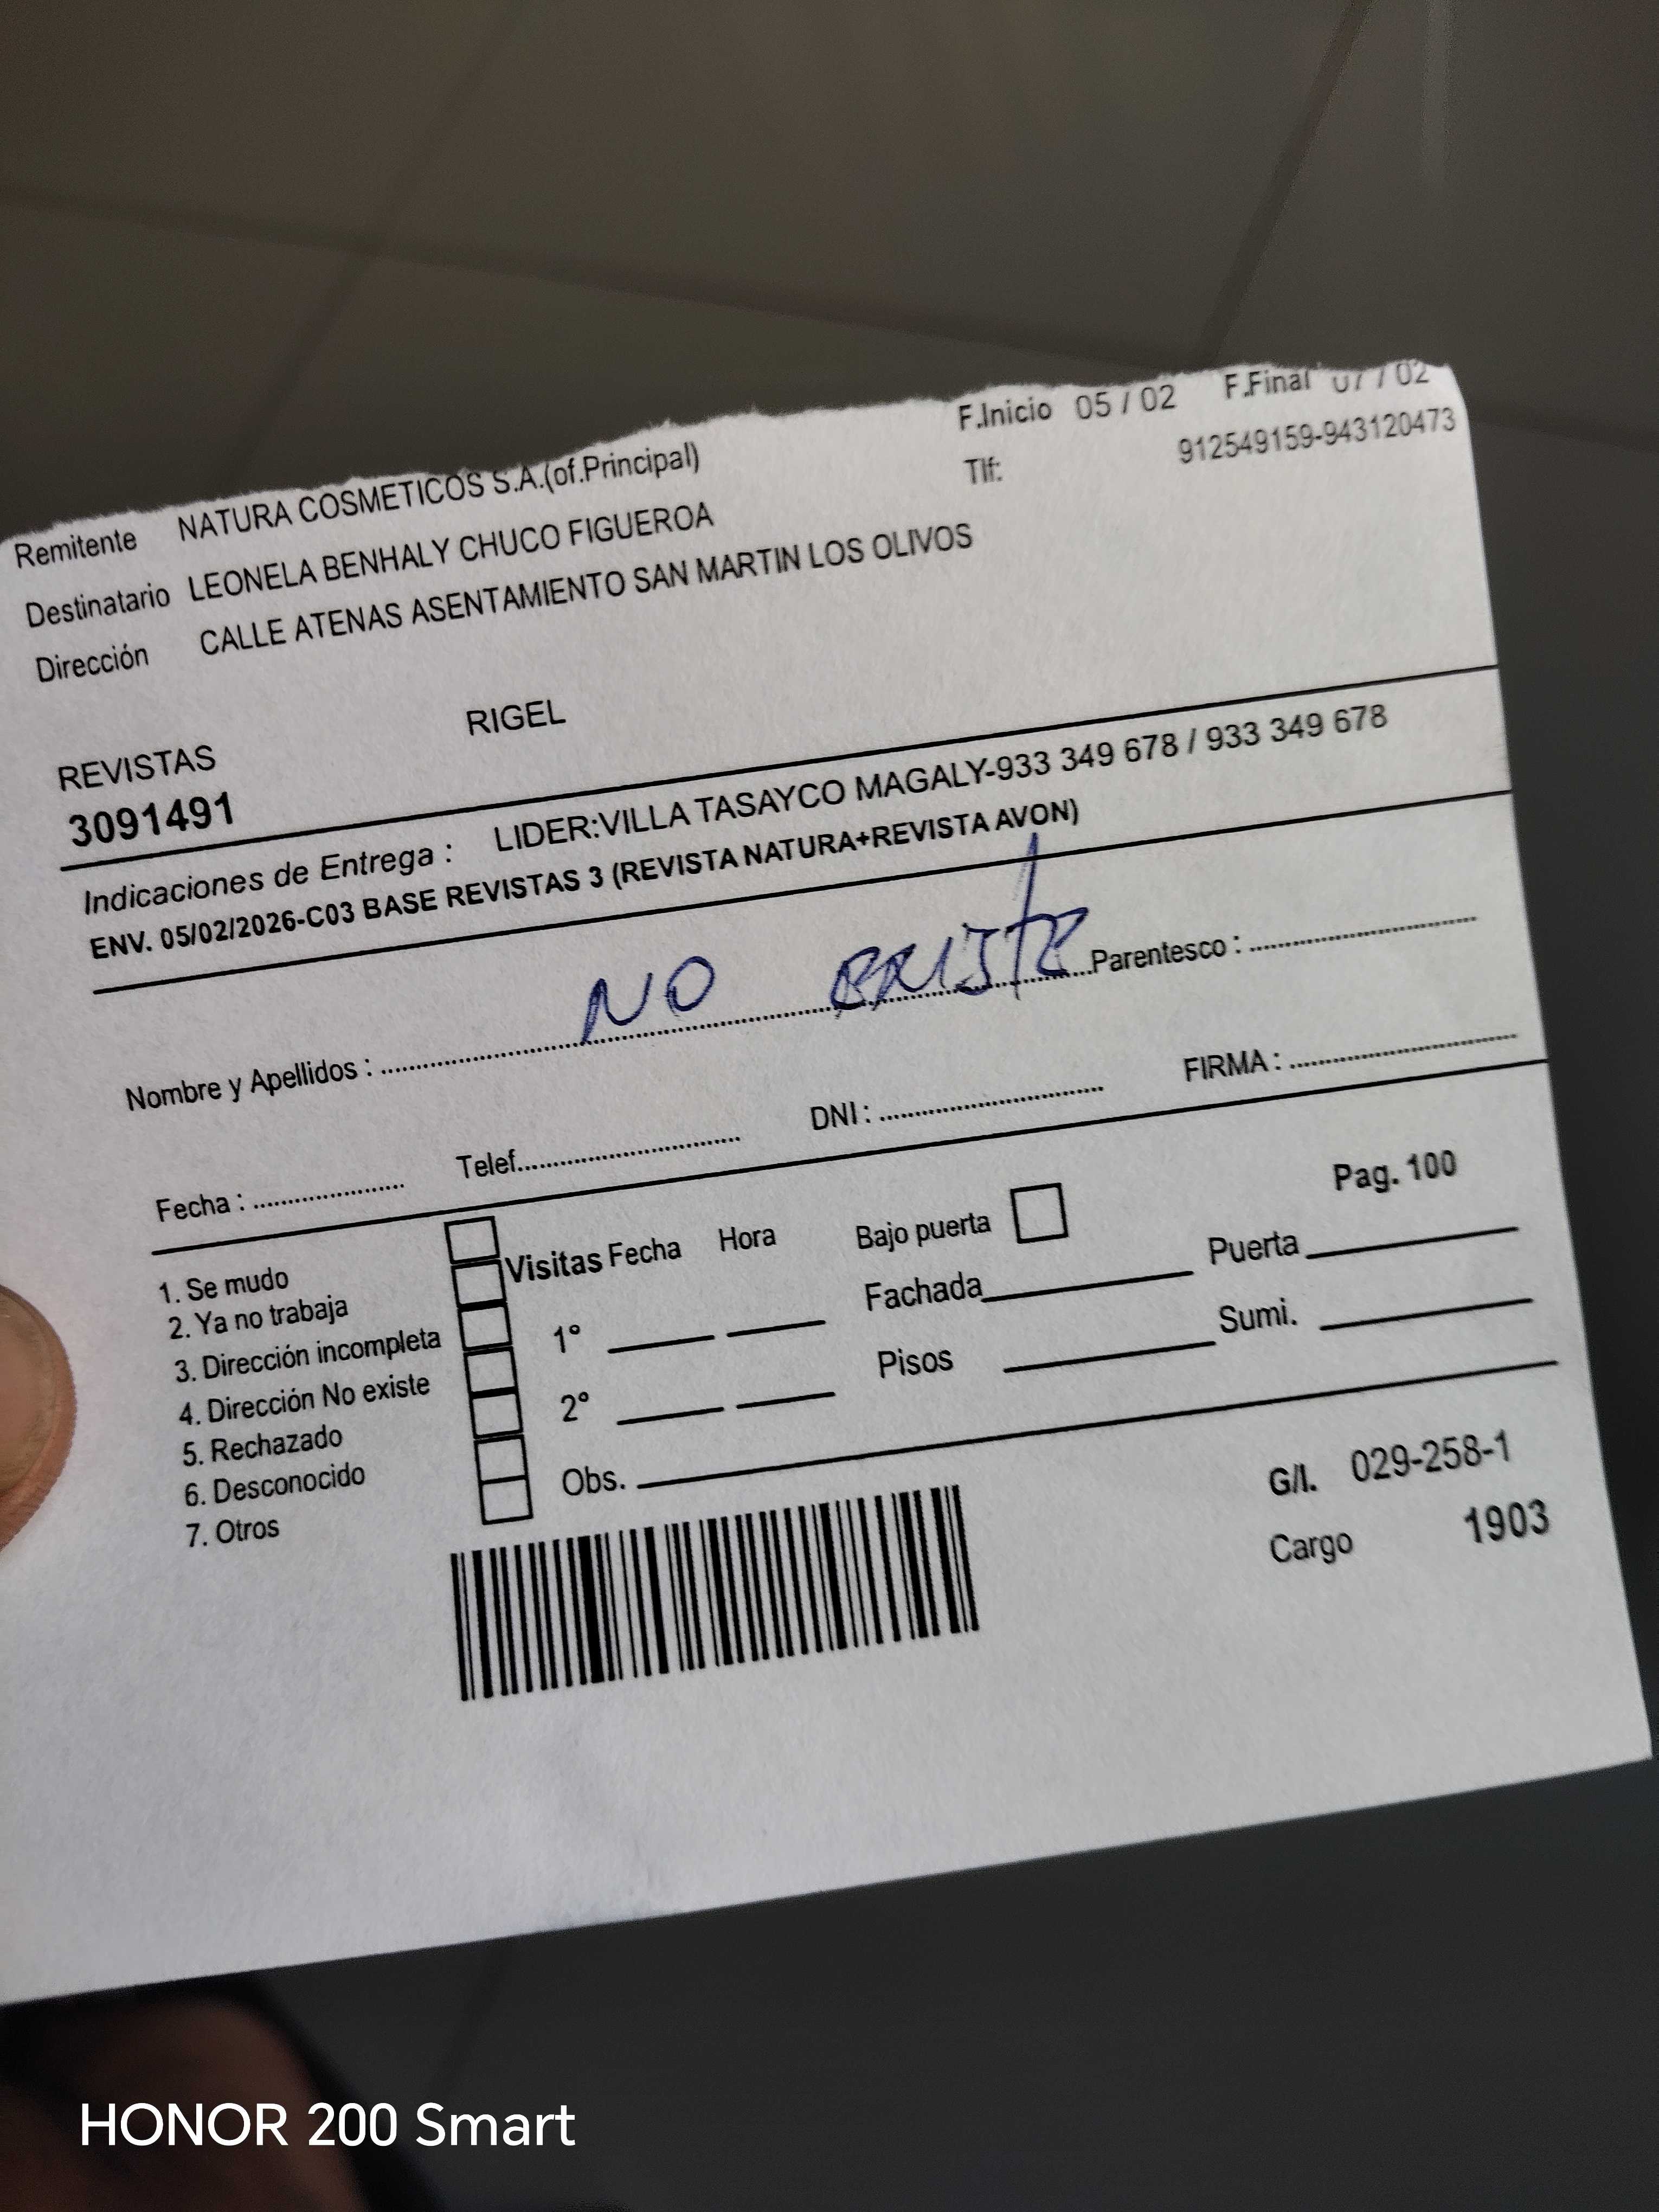 F.Inicio 05 / 02 F.Final 07 / 02
Remitente NATURA COSMETICOS S.A.(of.Principal)
Tlf: 912549159-943120473
Destinatario LEONELA BENHALY CHUCO FIGUEROA
Dirección CALLE ATENAS ASENTAMIENTO SAN MARTIN LOS OLIVOS
REVISTAS RIGEL
3091491
Indicaciones de Entrega : LIDER:VILLA TASAYCO MAGALY-933 349 678 / 933 349 678
ENV. 05/02/2026-C03 BASE REVISTAS 3 (REVISTA NATURA+REVISTA AVON)
NO EXISTE
Nombre y Apellidos : Parentesco :
Fecha : Telef. DNI : FIRMA :
Pag. 100
1. Se mudo
2. Ya no trabaja
3. Dirección incompleta
4. Dirección No existe
5. Rechazado
6. Desconocido
7. Otros
Visitas Fecha Hora Bajo puerta
1° Fachada Puerta
2° Pisos Sumi.
Obs.
G/I. 029-258-1
Cargo 1903
HONOR 200 Smart